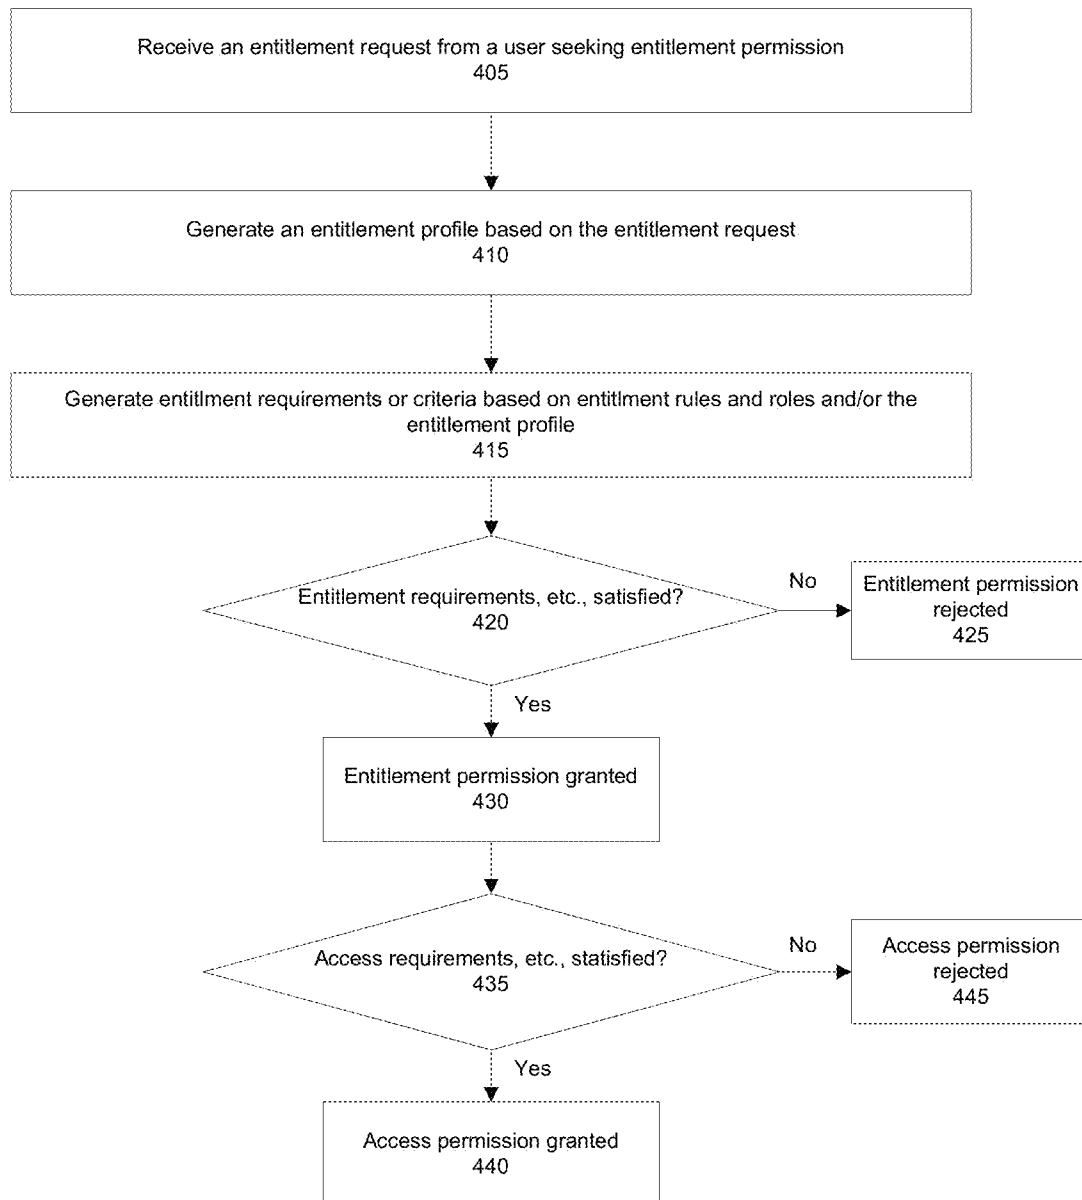 Receive an entitlement request from a user seeking entitlement permission
405
Generate an entitlement profile based on the entitlement request
410
Generate entitlment requirements or criteria based on entitlment rules and roles and/or the
entitlement profile
415
Entitlement requirements, etc., satisfied?
420
No
Entitlement permission
rejected
425
Yes
Entitlement permission granted
430
Access requirements, etc., statisfied?
435
No
Access permission
rejected
445
Yes
Access permission granted
440